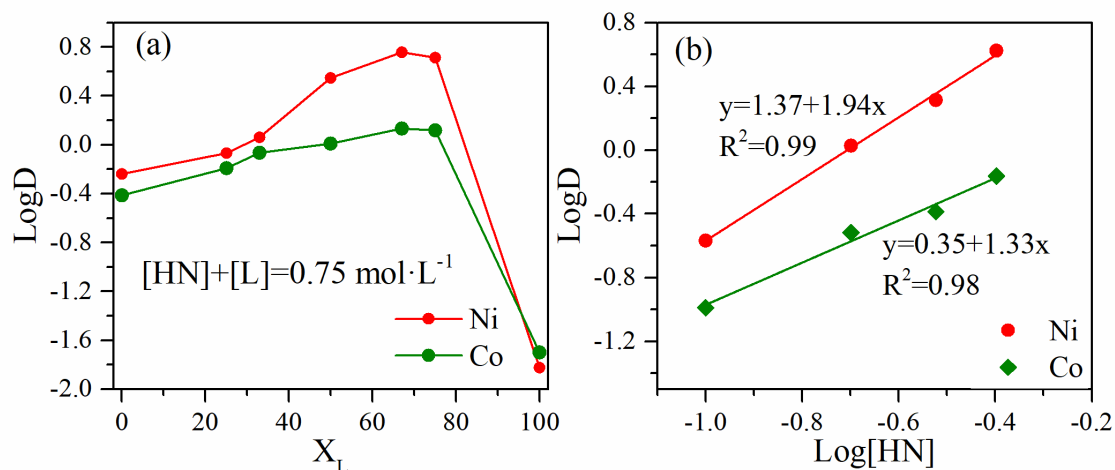 (a)
LogD
0.8
0.4
0.0
-0.4
-0.8
-1.2
-1.6
-2.0
[HN]+[L]=0.75 mol·L⁻¹
Ni
Co
0 20 40 60 80 100
X_L
(b)
LogD
0.8
0.4
0.0
-0.4
-0.8
-1.2
y=1.37+1.94x
R²=0.99
y=0.35+1.33x
R²=0.98
Ni
Co
-1.0 -0.8 -0.6 -0.4 -0.2
Log[HN]